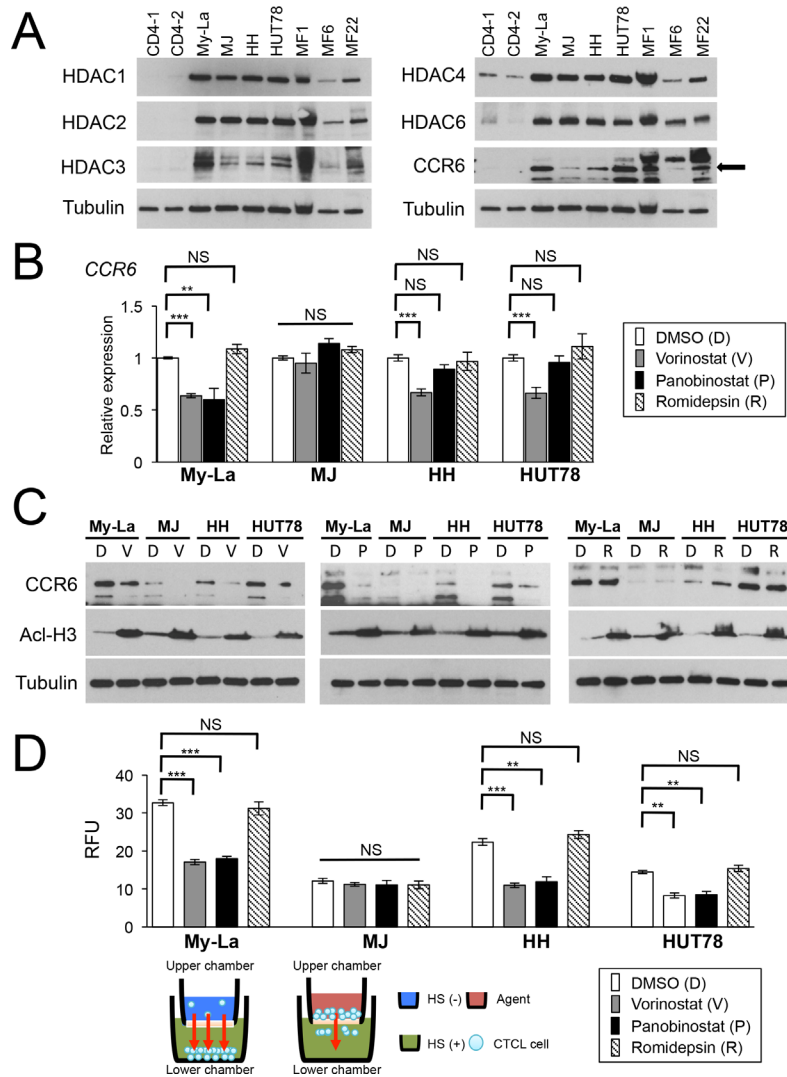 A
CD4-1 CD4-2 My-La MJ HH HUT78 MF1 MF6 MF22
HDAC1
HDAC2
HDAC3
Tubulin
CD4-1 CD4-2 My-La MJ HH HUT78 MF1 MF6 MF22
HDAC4
HDAC6
CCR6
Tubulin
B
CCR6
NS NS NS
** NS NS
*** NS *** ***
Relative expression
1.5
1
0.5
0
My-La MJ HH HUT78
DMSO (D)
Vorinostat (V)
Panobinostat (P)
Romidepsin (R)
C
My-La MJ HH HUT78
D V D V D V D V
My-La MJ HH HUT78
D P D P D P D P
My-La MJ HH HUT78
D R D R D R D R
CCR6
Acl-H3
Tubulin
D
NS NS NS
*** ** **
*** NS *** **
RFU
40
30
20
10
0
My-La MJ HH HUT78
Upper chamber
Lower chamber
Upper chamber
Lower chamber
HS (-) Agent
HS (+) CTCL cell
DMSO (D)
Vorinostat (V)
Panobinostat (P)
Romidepsin (R)